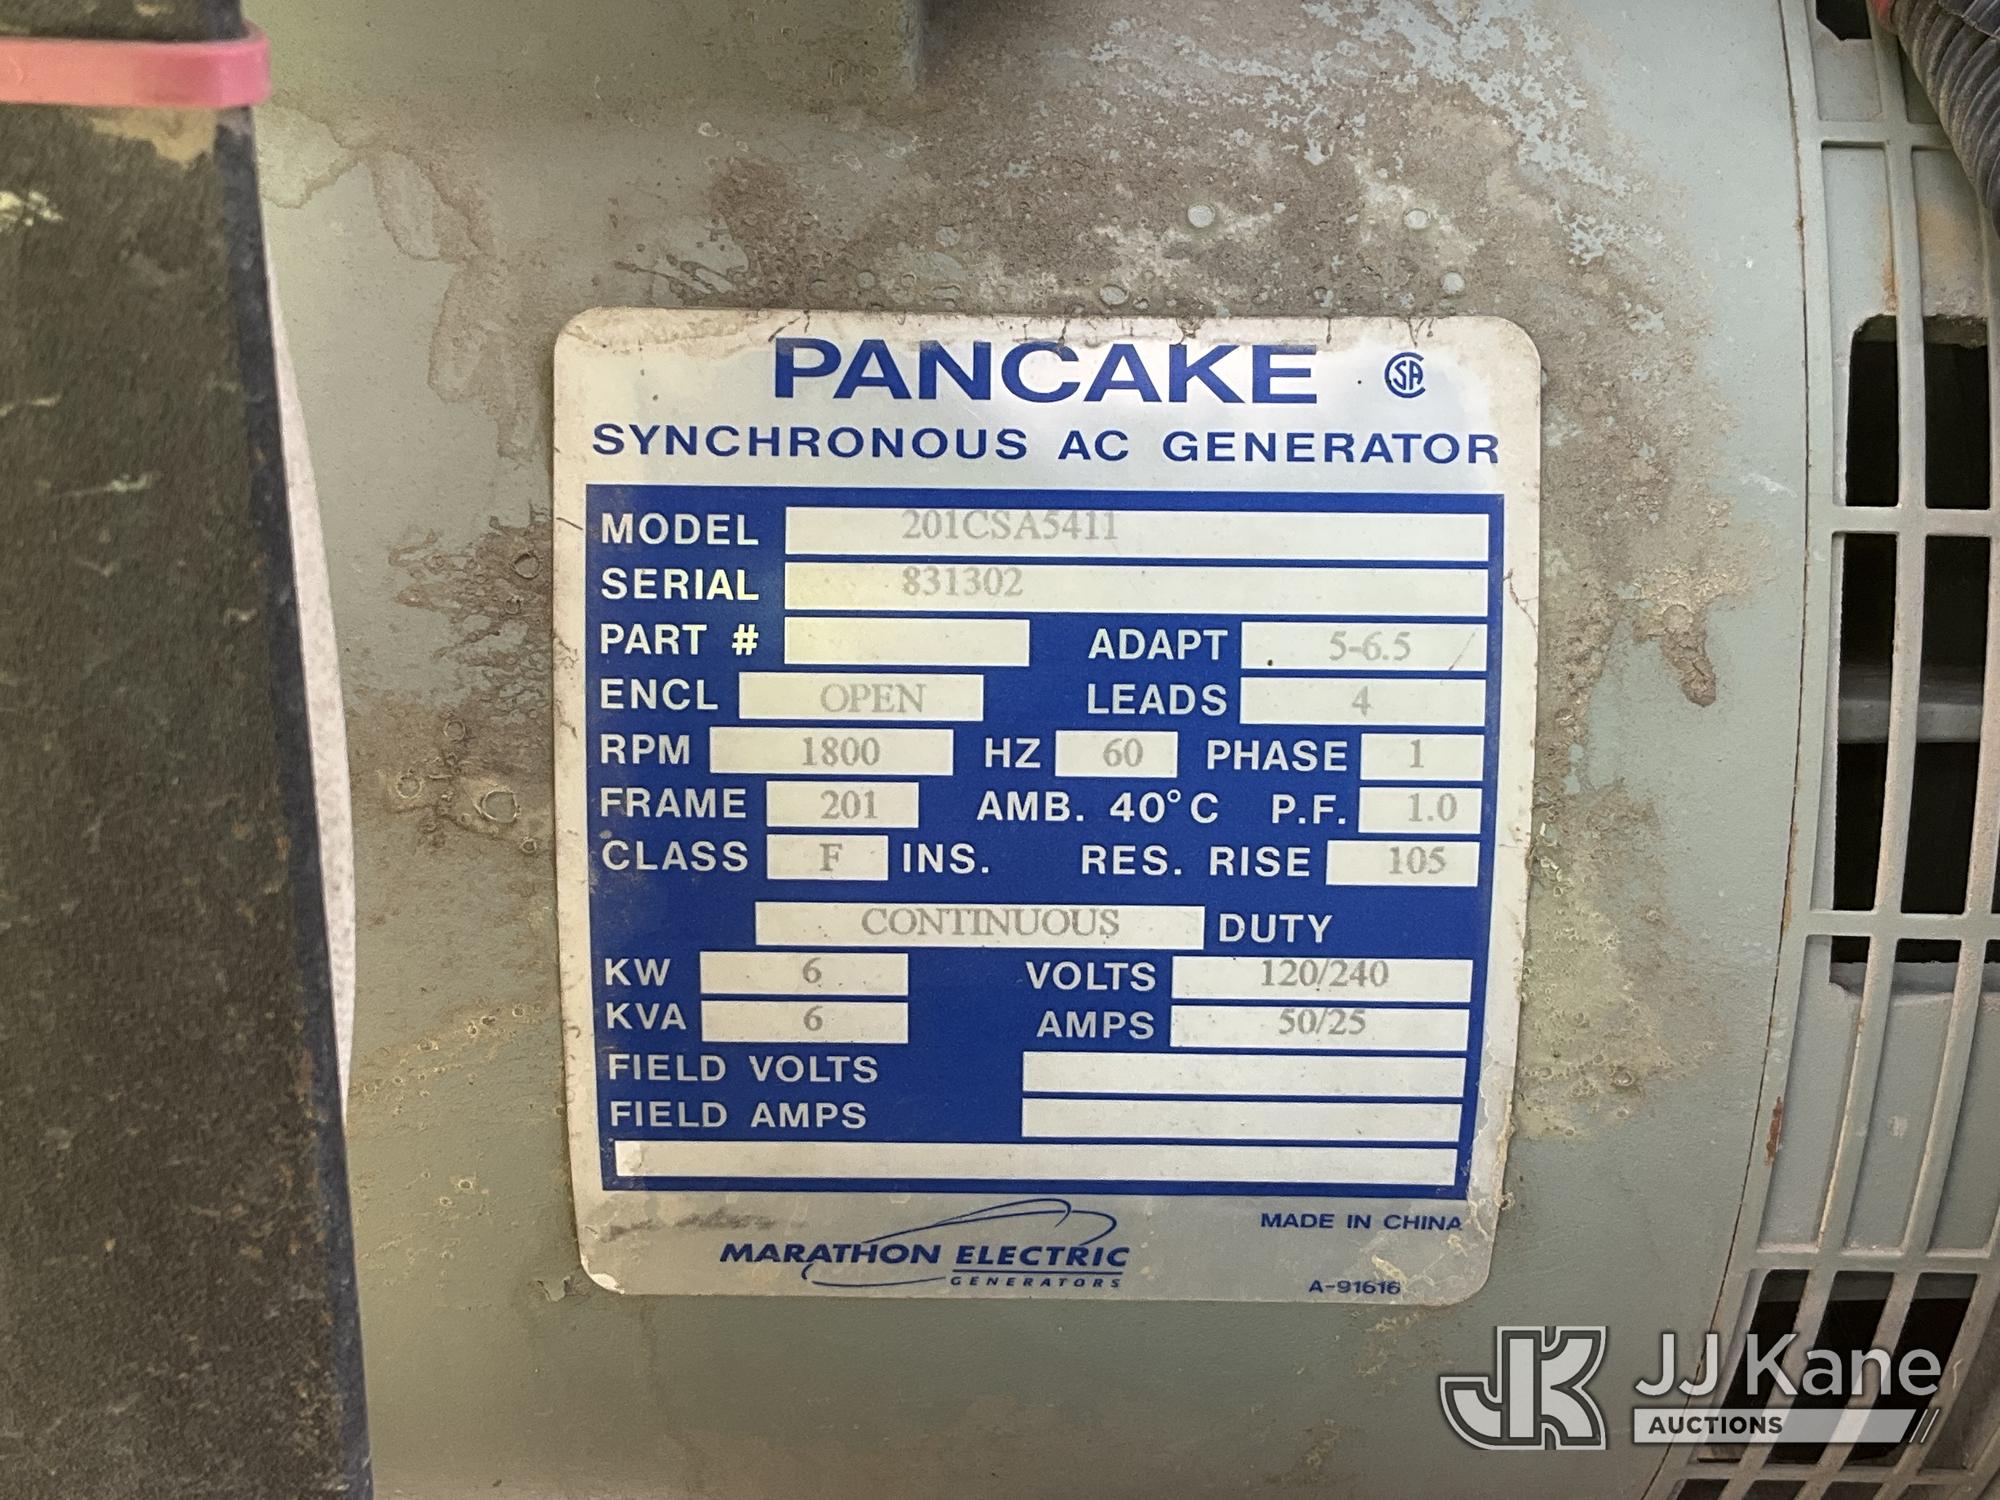 PANCAKE CSA
SYNCHRONOUS AC GENERATOR
MODEL 201CSA5411
SERIAL 831302
PART # ADAPT 5-6.5
ENCL OPEN LEADS 4
RPM 1800 HZ 60 PHASE 1
FRAME 201 AMB. 40°C P.F. 1.0
CLASS F INS. RES. RISE 105
CONTINUOUS DUTY
KW 6 VOLTS 120/240
KVA 6 AMPS 50/25
FIELD VOLTS
FIELD AMPS
MADE IN CHINA
MARATHON ELECTRIC
GENERATORS
A-91616
JK JJ Kane
AUCTIONS